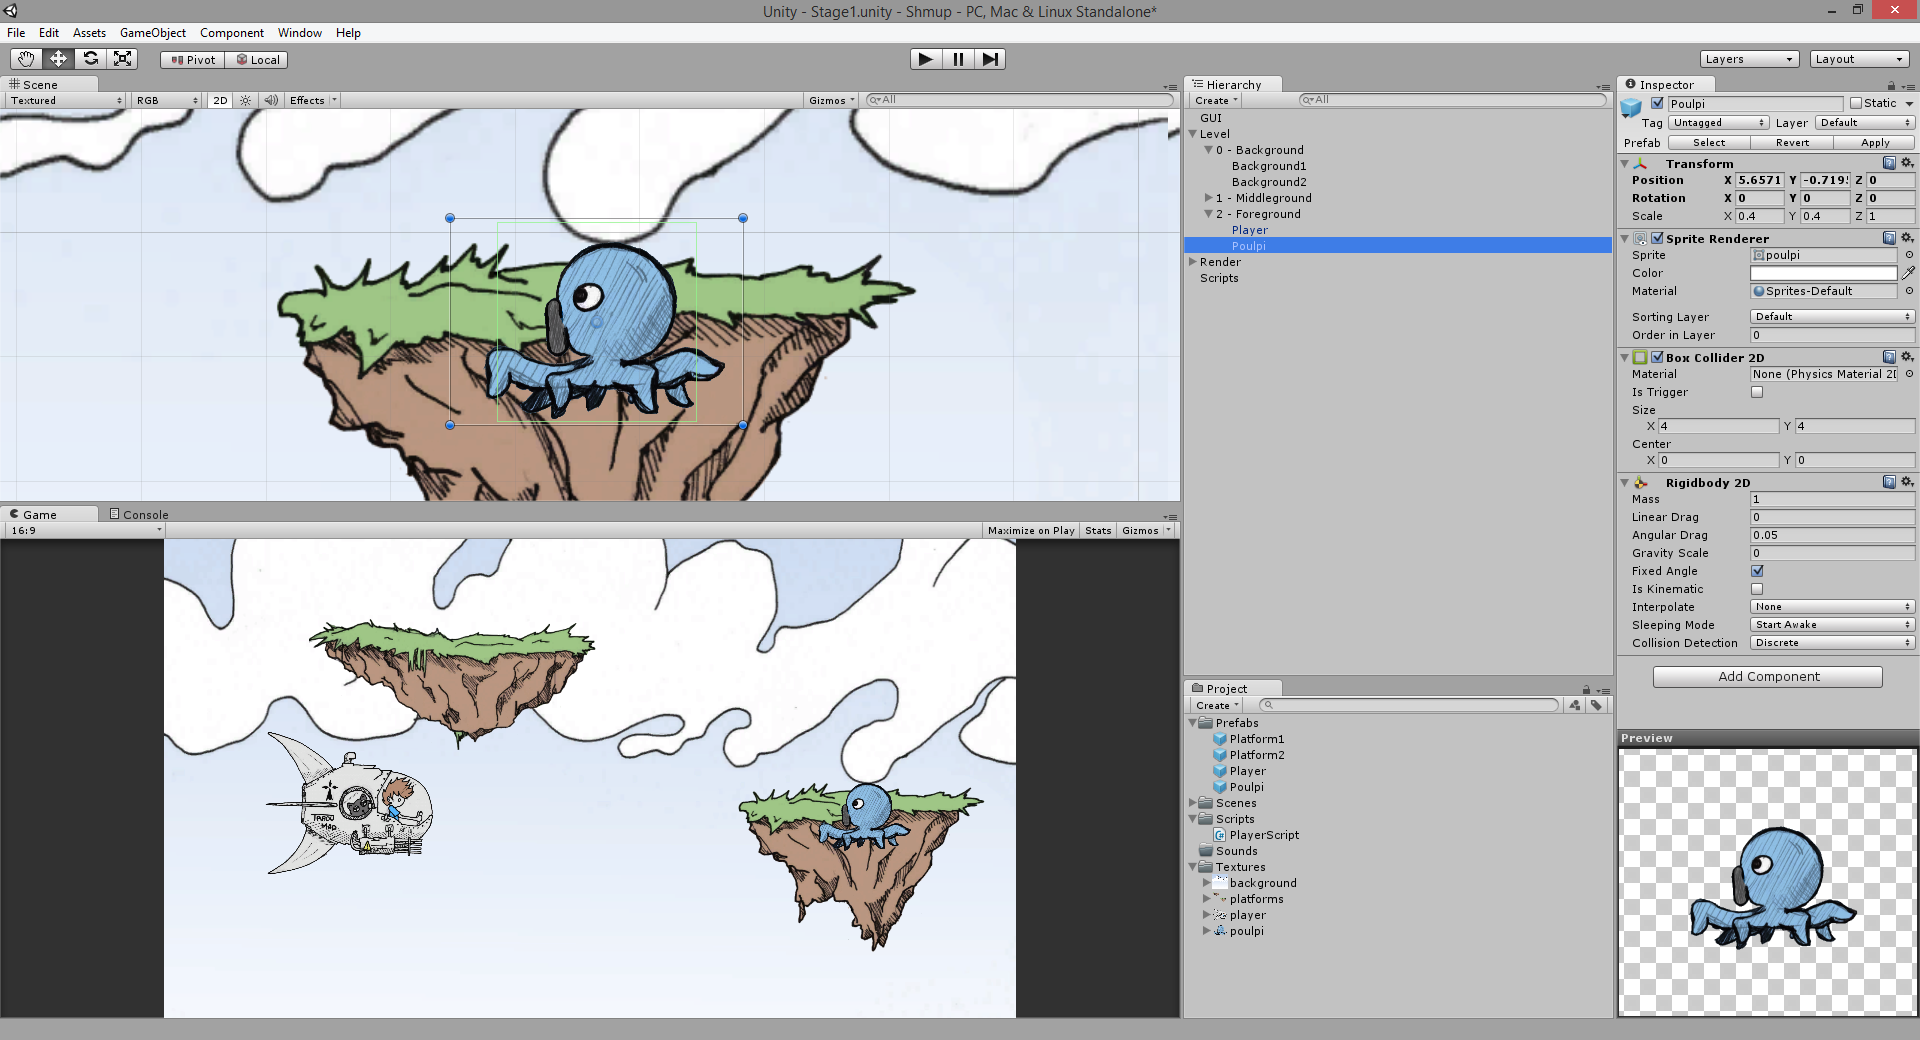 Unity - Stage1.unity - Shmup - PC, Mac & Linux Standalone*
File Edit Assets GameObject Component Window Help
Pivot Local Layers Layout
Scene
Textured RGB 2D Effects Gizmos All
Hierarchy
Create All
GUI
Level
0 - Background
Background1
Background2
1 - Middleground
2 - Foreground
Player
Poulpi
Render
Scripts
Game Console
16:9 Maximize on Play Stats Gizmos
Project
Create
Prefabs
Platform1
Platform2
Player
Poulpi
Scenes
Scripts
PlayerScript
Sounds
Textures
background
platforms
player
poulpi
Inspector
Poulpi Static
Tag Untagged Layer Default
Prefab Select Revert Apply
Transform
Position X 5.6571 Y -0.719 Z 0
Rotation X 0 Y 0 Z 0
Scale X 0.4 Y 0.4 Z 1
Sprite Renderer
Sprite poulpi
Color
Material Sprites-Default
Sorting Layer Default
Order in Layer 0
Box Collider 2D
Material None (Physics Material 2
Is Trigger
Size
X 4 Y 4
Center
X 0 Y 0
Rigidbody 2D
Mass 1
Linear Drag 0
Angular Drag 0.05
Gravity Scale 0
Fixed Angle
Is Kinematic
Interpolate None
Sleeping Mode Start Awake
Collision Detection Discrete
Add Component
Preview